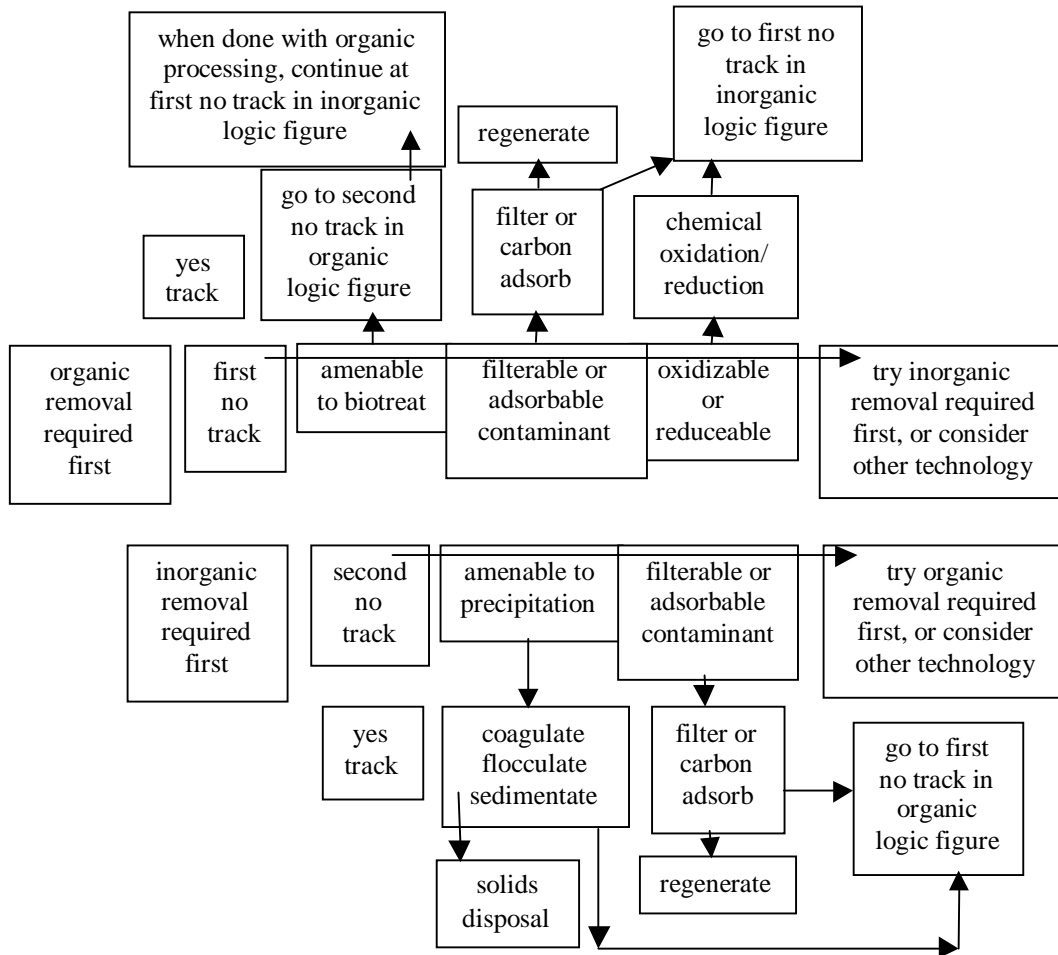 when done with organic
processing, continue at
first no track in inorganic
logic figure
go to first no
track in
inorganic
logic figure
regenerate
go to second
no track in
organic
logic figure
filter or
carbon
adsorb
chemical
oxidation/
reduction
yes
track
organic
removal
required
first
first
no
track
amenable
to biotreat
filterable or
adsorbable
contaminant
oxidizable
or
reduceable
try inorganic
removal required
first, or consider
other technology
inorganic
removal
required
first
second
no
track
amenable to
precipitation
filterable or
adsorbable
contaminant
try organic
removal required
first, or consider
other technology
yes
track
coagulate
flocculate
sedimentate
filter or
carbon
adsorb
go to first
no track in
organic
logic figure
solids
disposal
regenerate